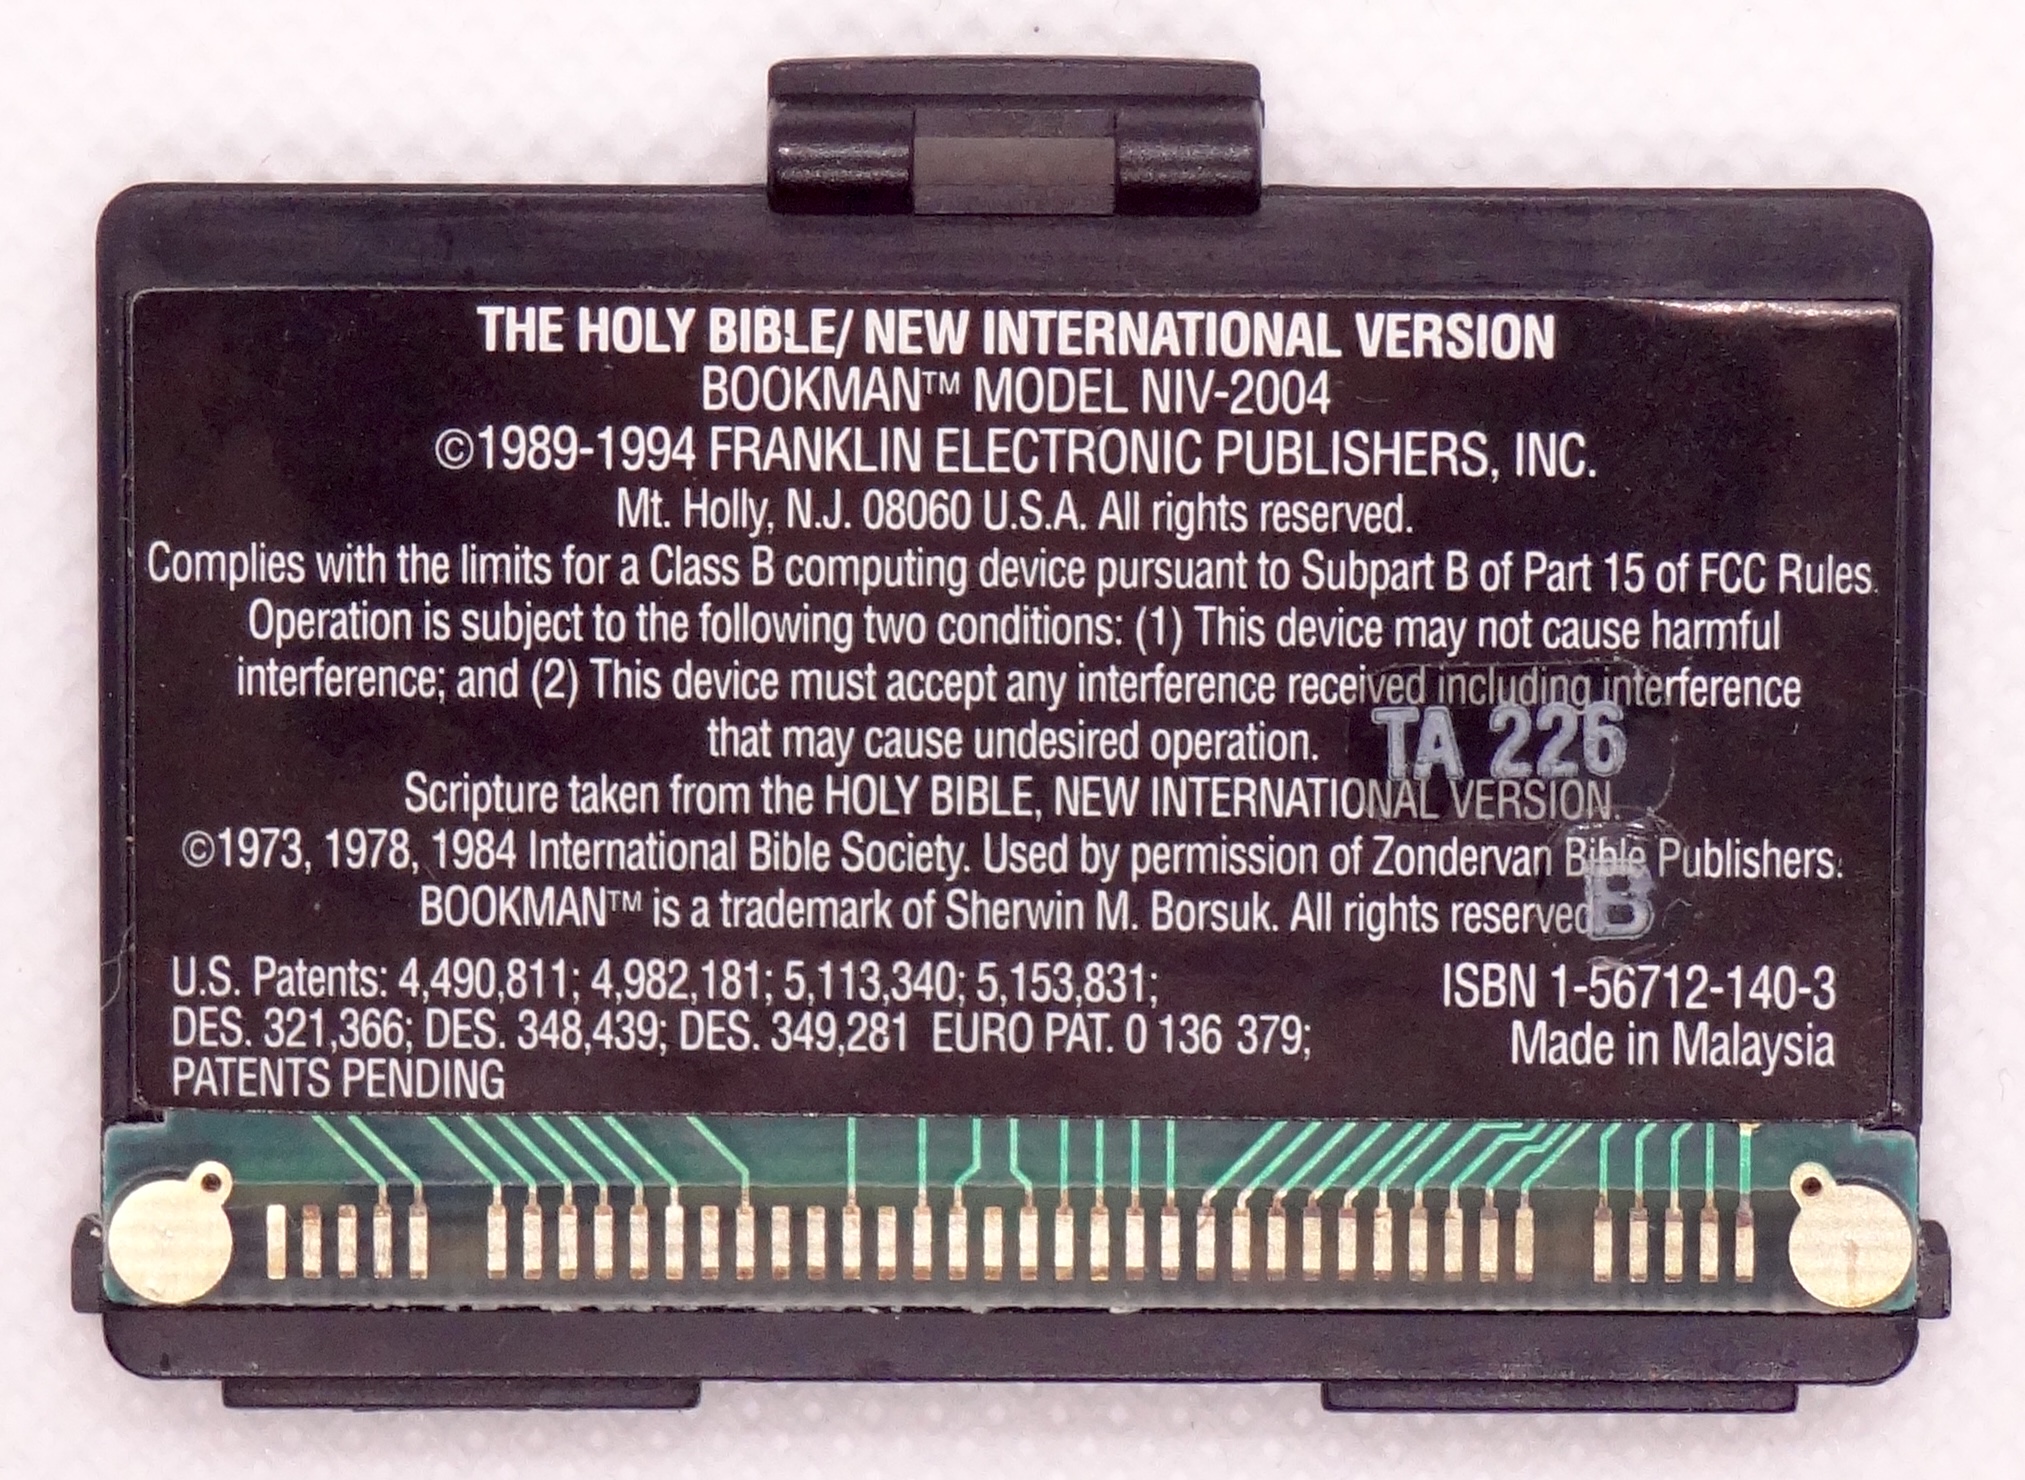 THE HOLY BIBLE/ NEW INTERNATIONAL VERSION
BOOKMAN™ MODEL NIV-2004
©1989-1994 FRANKLIN ELECTRONIC PUBLISHERS, INC.
Mt. Holly, N.J. 08060 U.S.A. All rights reserved.
Complies with the limits for a Class B computing device pursuant to Subpart B of Part 15 of FCC Rules.
Operation is subject to the following two conditions: (1) This device may not cause harmful
interference; and (2) This device must accept any interference received including interference
that may cause undesired operation.
TA 226
Scripture taken from the HOLY BIBLE, NEW INTERNATIONAL VERSION.
©1973, 1978, 1984 International Bible Society. Used by permission of Zondervan Bible Publishers.
BOOKMAN™ is a trademark of Sherwin M. Borsuk. All rights reserved
B
U.S. Patents: 4,490,811; 4,982,181; 5,113,340; 5,153,831;
DES. 321,366; DES. 348,439; DES. 349,281 EURO PAT. 0 136 379;
PATENTS PENDING
ISBN 1-56712-140-3
Made in Malaysia